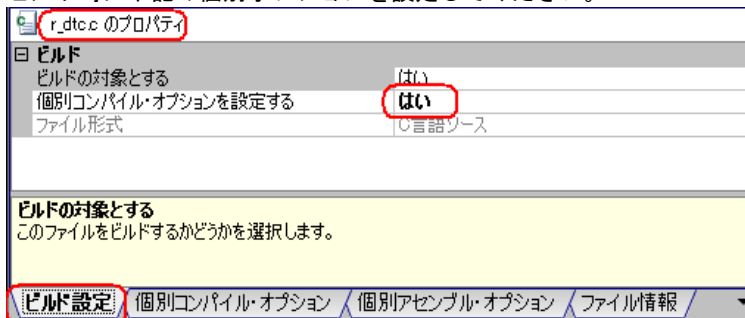 r_dtc.c のプロパティ
ビルド
ビルドの対象とする はい
個別コンパイル・オプションを設定する はい
ファイル形式 C言語ソース
ビルドの対象とする
このファイルをビルドするかどうかを選択します。
ビルド設定 個別コンパイル・オプション 個別アセンブル・オプション ファイル情報